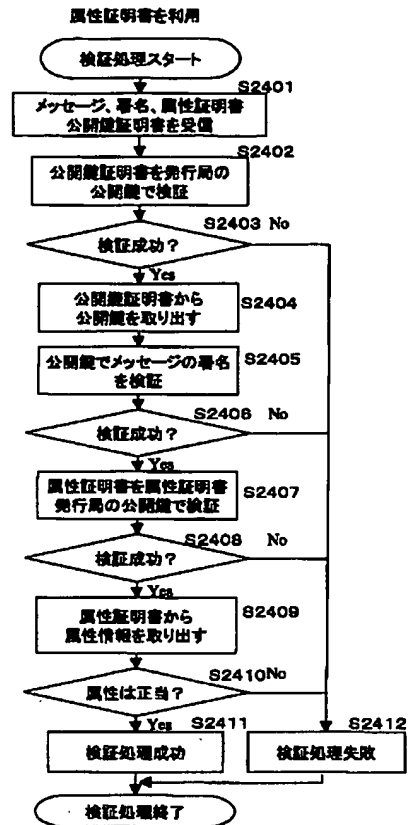 属性証明書を利用
検証処理スタート
S2401
メッセージ、署名、属性証明書
公開鍵証明書を受信
S2402
公開鍵証明書を発行局の
公開鍵で検証
S2403 No
検証成功？
Yes
公開鍵証明書から
公開鍵を取り出す
S2404
公開鍵でメッセージの署名
を検証
S2405
S2406 No
検証成功？
Yes
属性証明書を属性証明書
発行局の公開鍵で検証
S2407
S2408 No
検証成功？
Yes
属性証明書から
属性情報を取り出す
S2409
S2410 No
属性は正当？
Yes
S2411
S2412
検証処理成功
検証処理失敗
検証処理終了